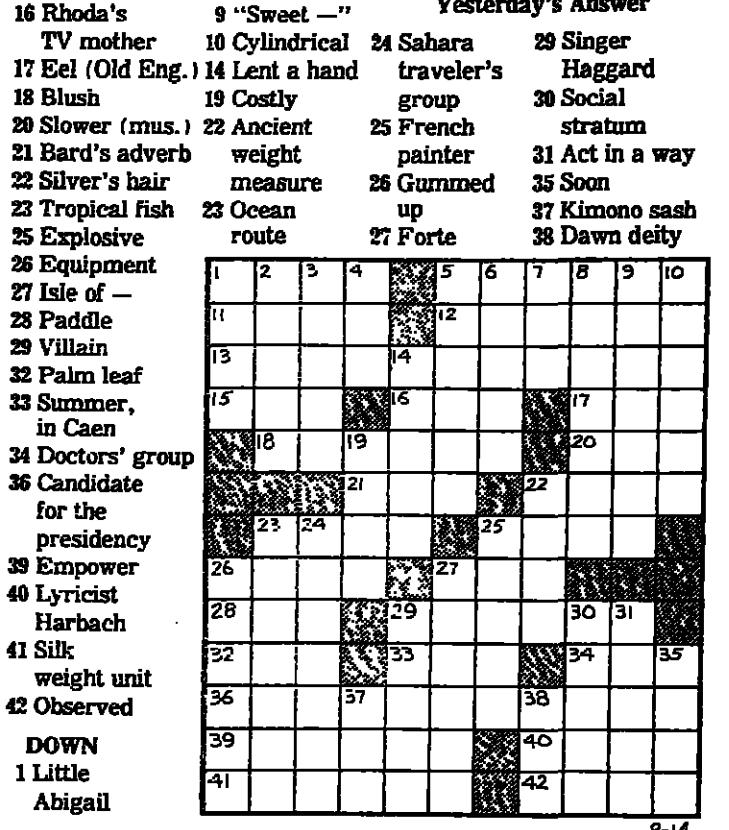 16 Rhoda's
TV mother
17 Eel (Old Eng.)
18 Blush
20 Slower (mus.)
21 Bard's adverb
22 Silver's hair
23 Tropical fish
25 Explosive
26 Equipment
27 Isle of —
28 Paddle
29 Villain
32 Palm leaf
33 Summer,
in Caen
34 Doctors' group
36 Candidate
for the
presidency
39 Empower
40 Lyricist
Harbach
41 Silk
weight unit
42 Observed
DOWN
1 Little
Abigail
9 “Sweet —”
10 Cylindrical
14 Lent a hand
19 Costly
22 Ancient
weight
measure
23 Ocean
route
Yesterday's Answer
24 Sahara
traveler's
group
25 French
painter
26 Gummed
up
27 Forte
29 Singer
Haggard
30 Social
stratum
31 Act in a way
35 Soon
37 Kimono sash
38 Dawn deity
1 2 3 4 5 6 7 8 9 10
11 12
13 14
15 16 17
18 19 20
21 22
23 24 25
26 27
28 29 30 31
32 33 34 35
36 37 38
39 40
41 42